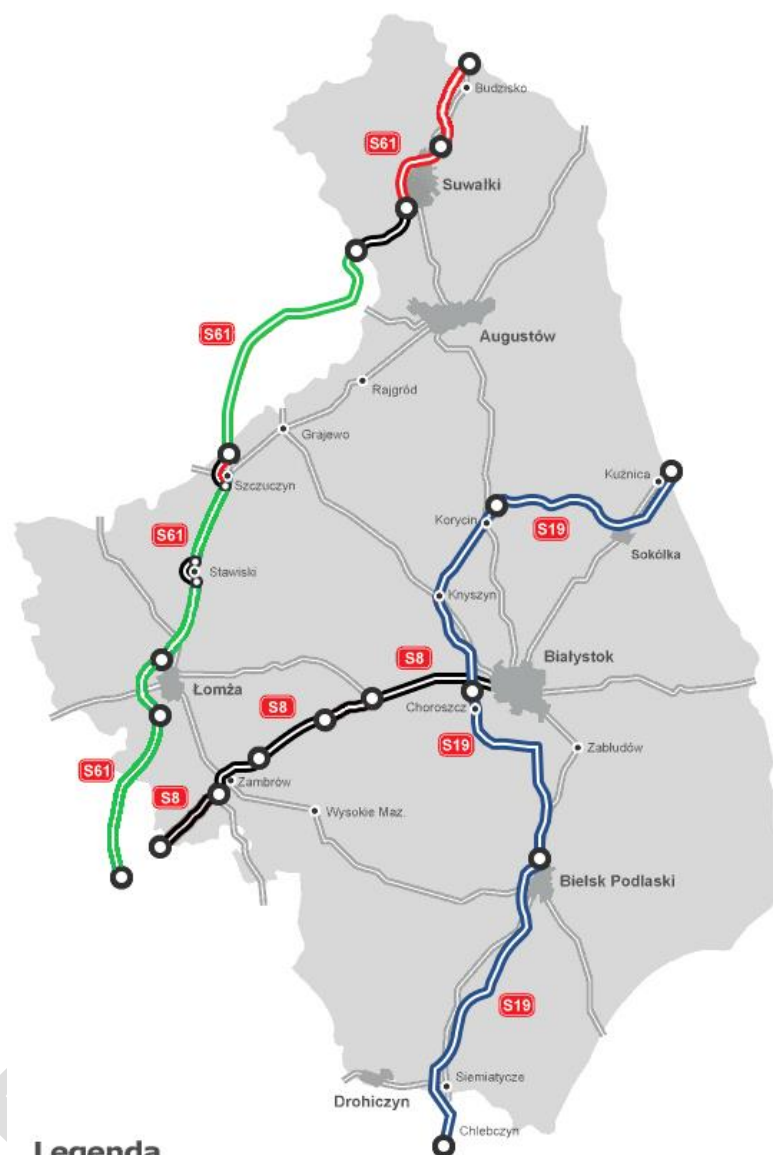 Budzisko
S61
Suwałki
S61
Augustów
Rajgród
Grajewo
Szczuczyn
Kuźnica
Korycin
S19
Sokółka
S61
Stawiski
Knyszyn
Białystok
S8
Łomża
Choroszcz
S8
S19
Zabłudów
S61
S8
Zambrów
Wysokie Maz.
Bielsk Podlaski
S19
Siemiatycze
Drohiczyn
Chlebczyn
Legenda